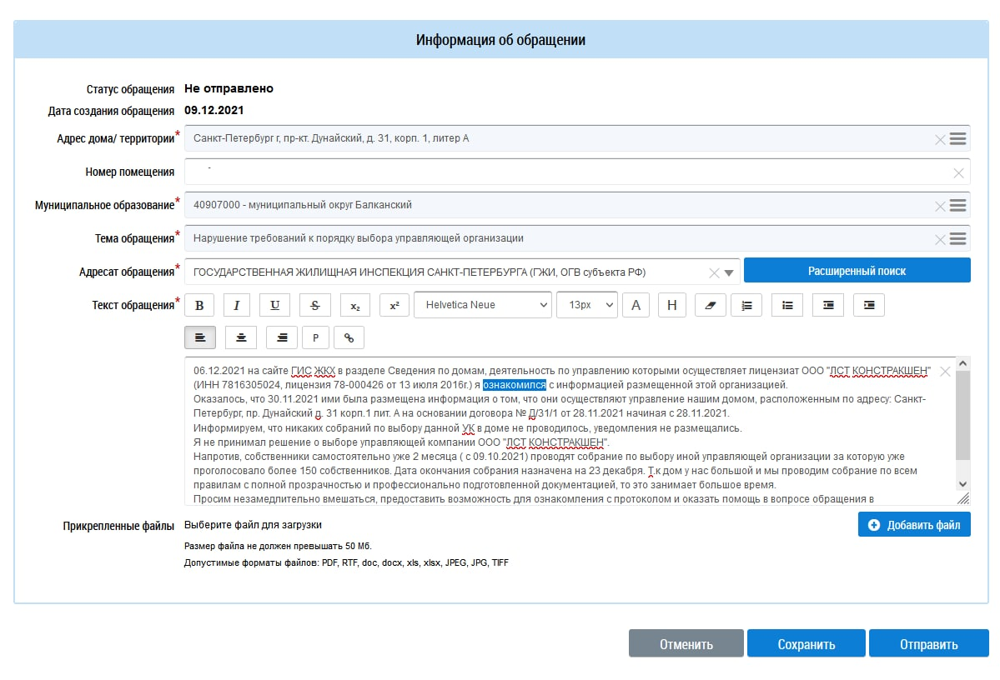 Информация об обращении
Статус обращения Не отправлено
Дата создания обращения 09.12.2021
Адрес дома/ территории* Санкт-Петербург г, пр-кт. Дунайский, д. 31, корп. 1, литер А
Номер помещения -
Муниципальное образование* 40907000 - муниципальный округ Балканский
Тема обращения* Нарушение требований к порядку выбора управляющей организации
Адресат обращения* ГОСУДАРСТВЕННАЯ ЖИЛИЩНАЯ ИНСПЕКЦИЯ САНКТ-ПЕТЕРБУРГА (ГЖИ, ОГВ субъекта РФ) Расширенный поиск
Текст обращения* B I U S x₂ x² Helvetica Neue 13px A H
P
06.12.2021 на сайте ГИС ЖКХ в разделе Сведения по домам, деятельность по управлению которыми осуществляет лицензиат ООО "ЛСТ КОНСТРАКШЕН"
(ИНН 7816305024, лицензия 78-000426 от 13 июля 2016г.) я ознакомился с информацией размещенной этой организацией.
Оказалось, что 30.11.2021 ими была размещена информация о том, что они осуществляют управление нашим домом, расположенным по адресу: Санкт-
Петербург, пр. Дунайский д. 31 корп.1 лит. А на основании договора № Д/31/1 от 28.11.2021 начиная с 28.11.2021.
Информируем, что никаких собраний по выбору данной УК в доме не проводилось, уведомления не размещались.
Я не принимал решение о выборе управляющей компании ООО "ЛСТ КОНСТРАКШЕН".
Напротив, собственники самостоятельно уже 2 месяца ( с 09.10.2021) проводят собрание по выбору иной управляющей организации за которую уже
проголосовало более 150 собственников. Дата окончания собрания назначена на 23 декабря. Т.к дом у нас большой и мы проводим собрание по всем
правилам с полной прозрачностью и профессионально подготовленной документацией, то это занимает большое время.
Просим незамедлительно вмешаться, предоставить возможность для ознакомления с протоколом и оказать помощь в вопросе обращения в
Прикрепленные файлы Выберите файл для загрузки Добавить файл
Размер файла не должен превышать 50 Мб.
Допустимые форматы файлов: PDF, RTF, doc, docx, xls, xlsx, JPEG, JPG, TIFF
Отменить Сохранить Отправить